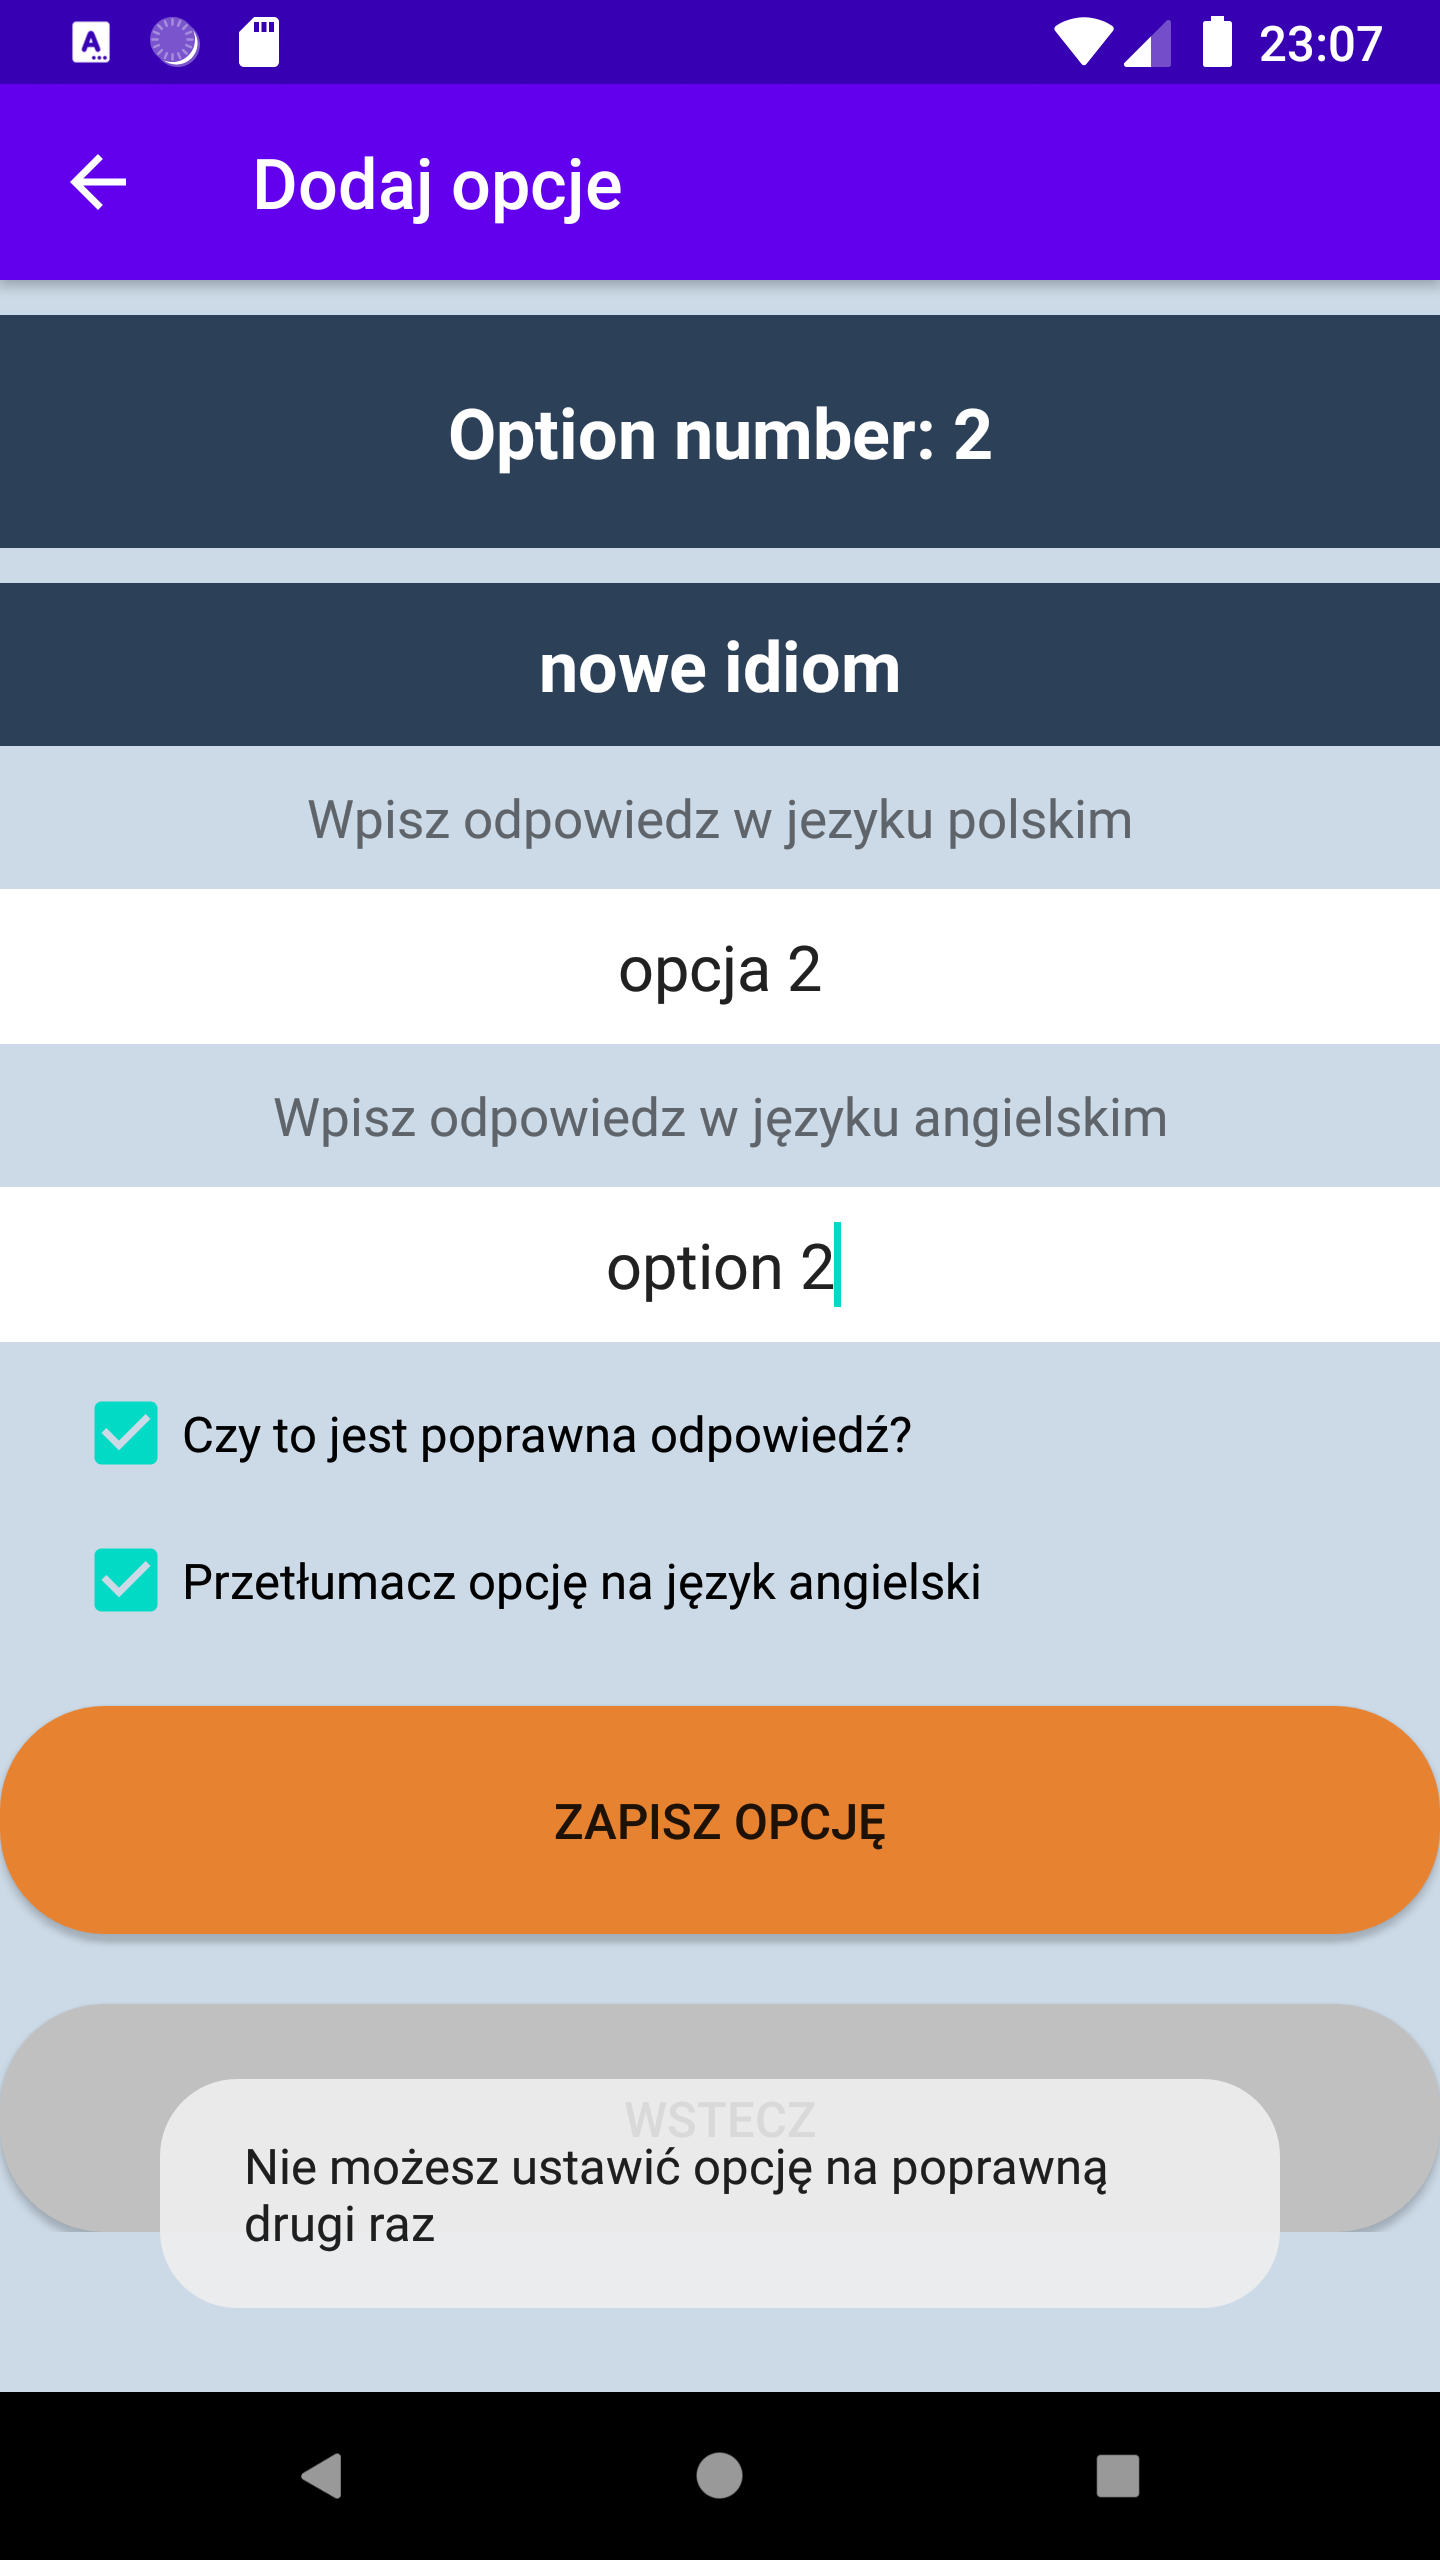 23:07
Dodaj opcje
Option number: 2
nowe idiom
Wpisz odpowiedz w jezyku polskim
opcja 2
Wpisz odpowiedz w języku angielskim
option 2
Czy to jest poprawna odpowiedź?
Przetłumacz opcję na język angielski
ZAPISZ OPCJĘ
WSTECZ
Nie możesz ustawić opcję na poprawną
drugi raz